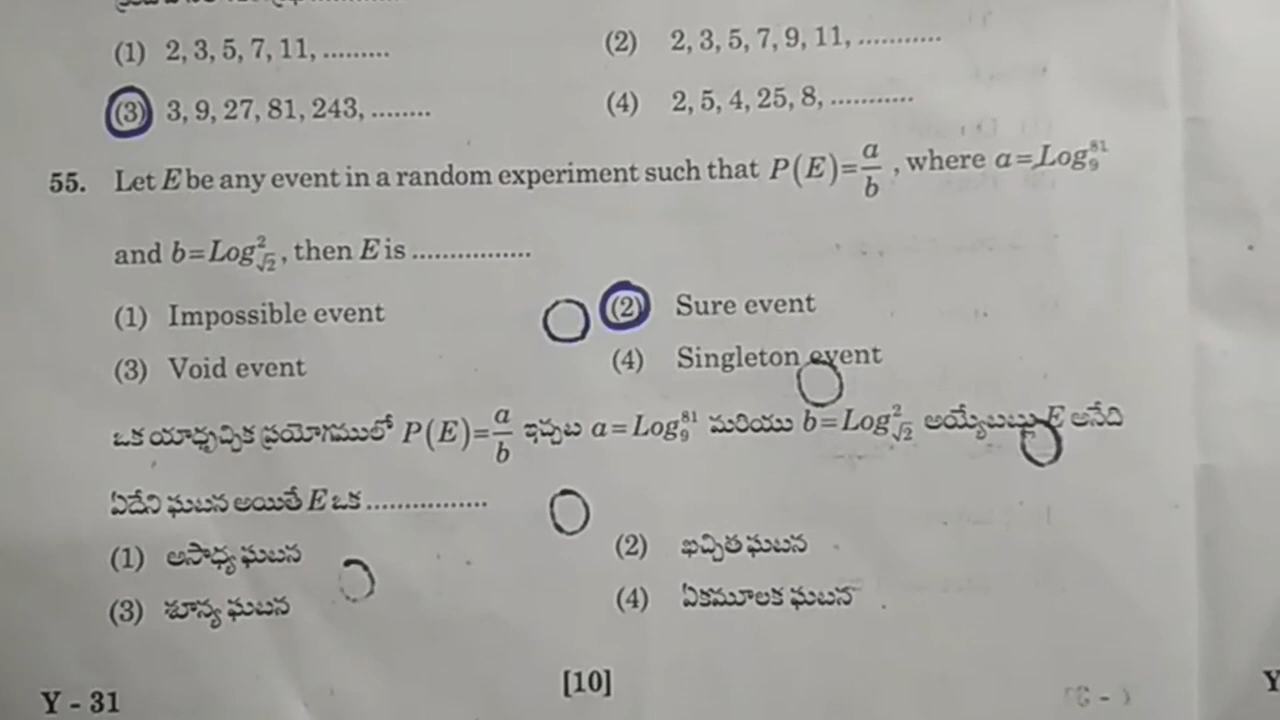 (1) 2, 3, 5, 7, 11, .........
(2) 2, 3, 5, 7, 9, 11, ...........
(3) 3, 9, 27, 81, 243, ........
(4) 2, 5, 4, 25, 8, ...........
55. Let E be any event in a random experiment such that P(E)=a/b, where a=Log₉⁸¹
and b=Log√2², then E is ................
(1) Impossible event
(2) Sure event
(3) Void event
(4) Singleton event
ఒక యాదృచ్ఛిక ప్రయోగములో P(E)=a/b ఇచ్చట a=Log₉⁸¹ మరియు b=Log√2² అయ్యేటట్లు E అనేది
ఏదేని ఘటన అయితే E ఒక ................
(1) అసాధ్య ఘటన
(2) ఖచ్చిత ఘటన
(3) శూన్య ఘటన
(4) ఏకమూలక ఘటన
Y - 31
[10]
Y